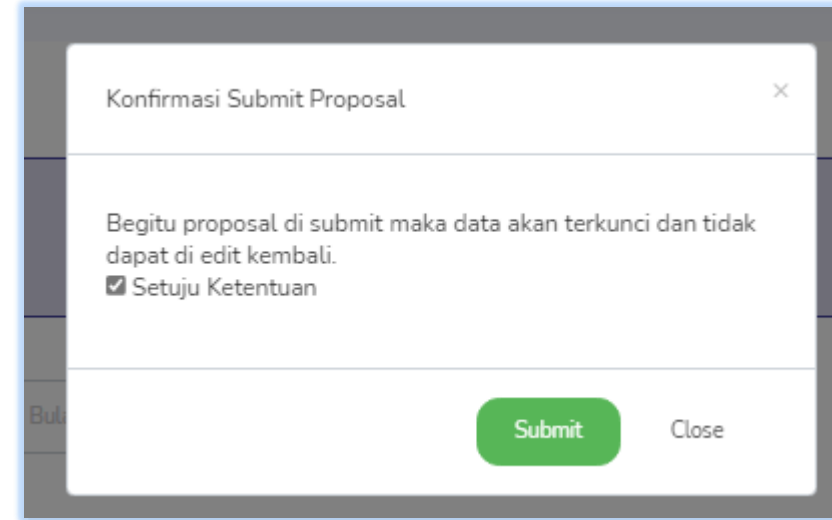 Konfirmasi Submit Proposal ×
Begitu proposal di submit maka data akan terkunci dan tidak
dapat di edit kembali.
Setuju Ketentuan
Submit Close